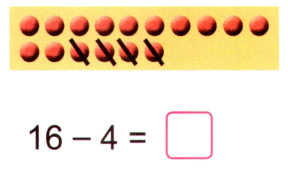 16 – 4 = □